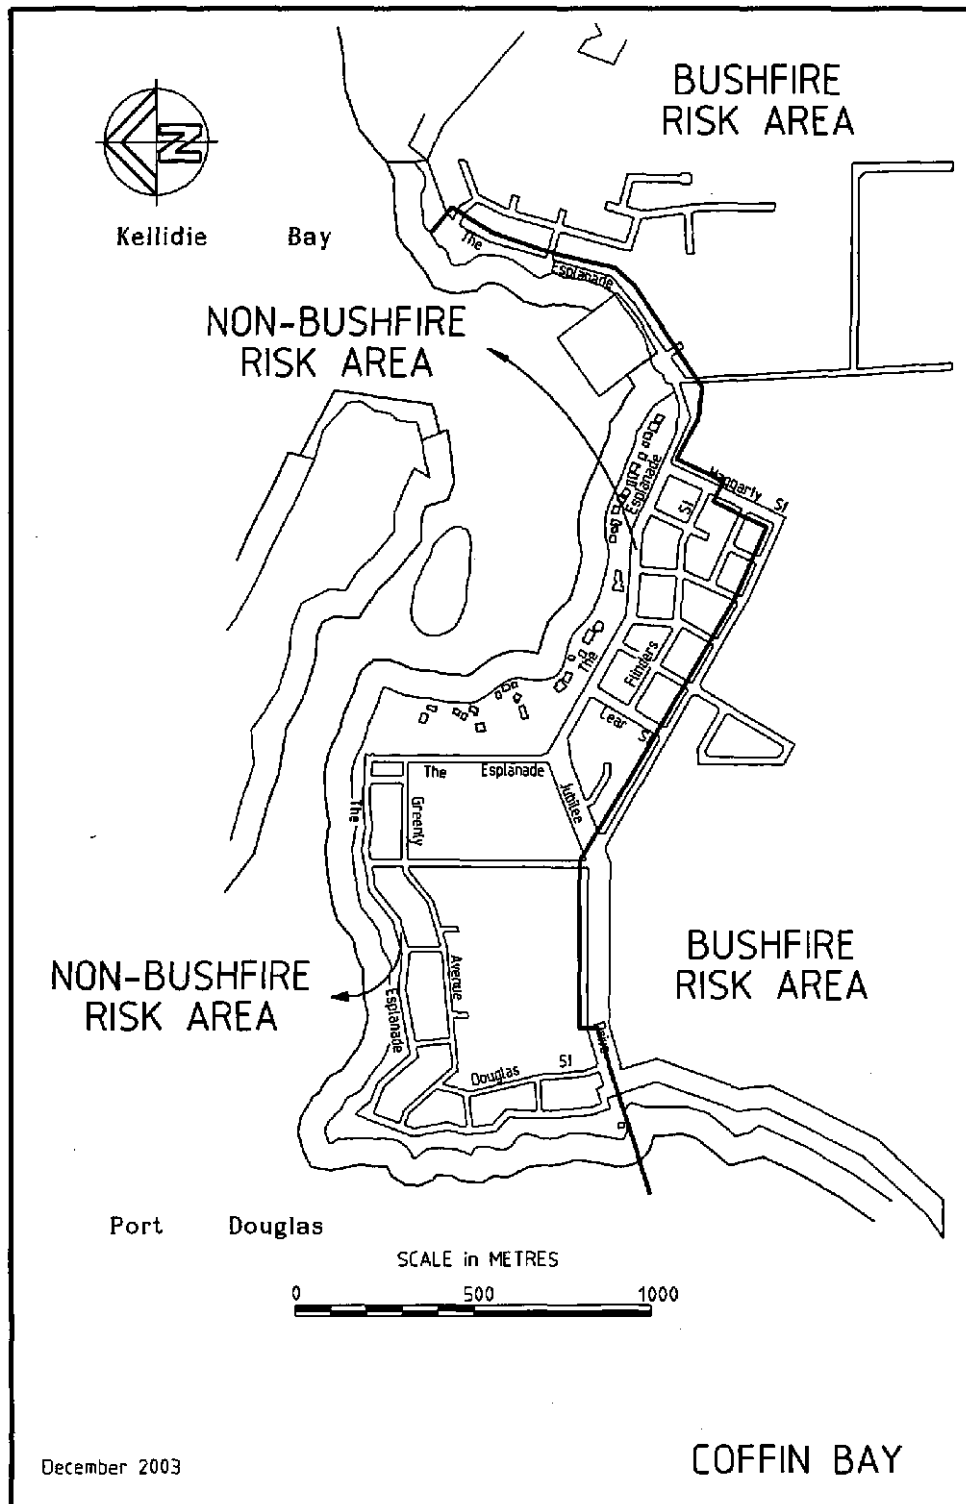 BUSHFIRE
RISK AREA
N
Kellidie Bay
The
Esplanade
NON-BUSHFIRE
RISK AREA
Esplanade
St
Haggarty St
The
Flinders
Lear St
The Esplanade
The
Greenly
Jubilee
BUSHFIRE
RISK AREA
NON-BUSHFIRE
RISK AREA
Avenue
Esplanade
Drive
Douglas St
Port Douglas
SCALE in METRES
0 500 1000
December 2003
COFFIN BAY